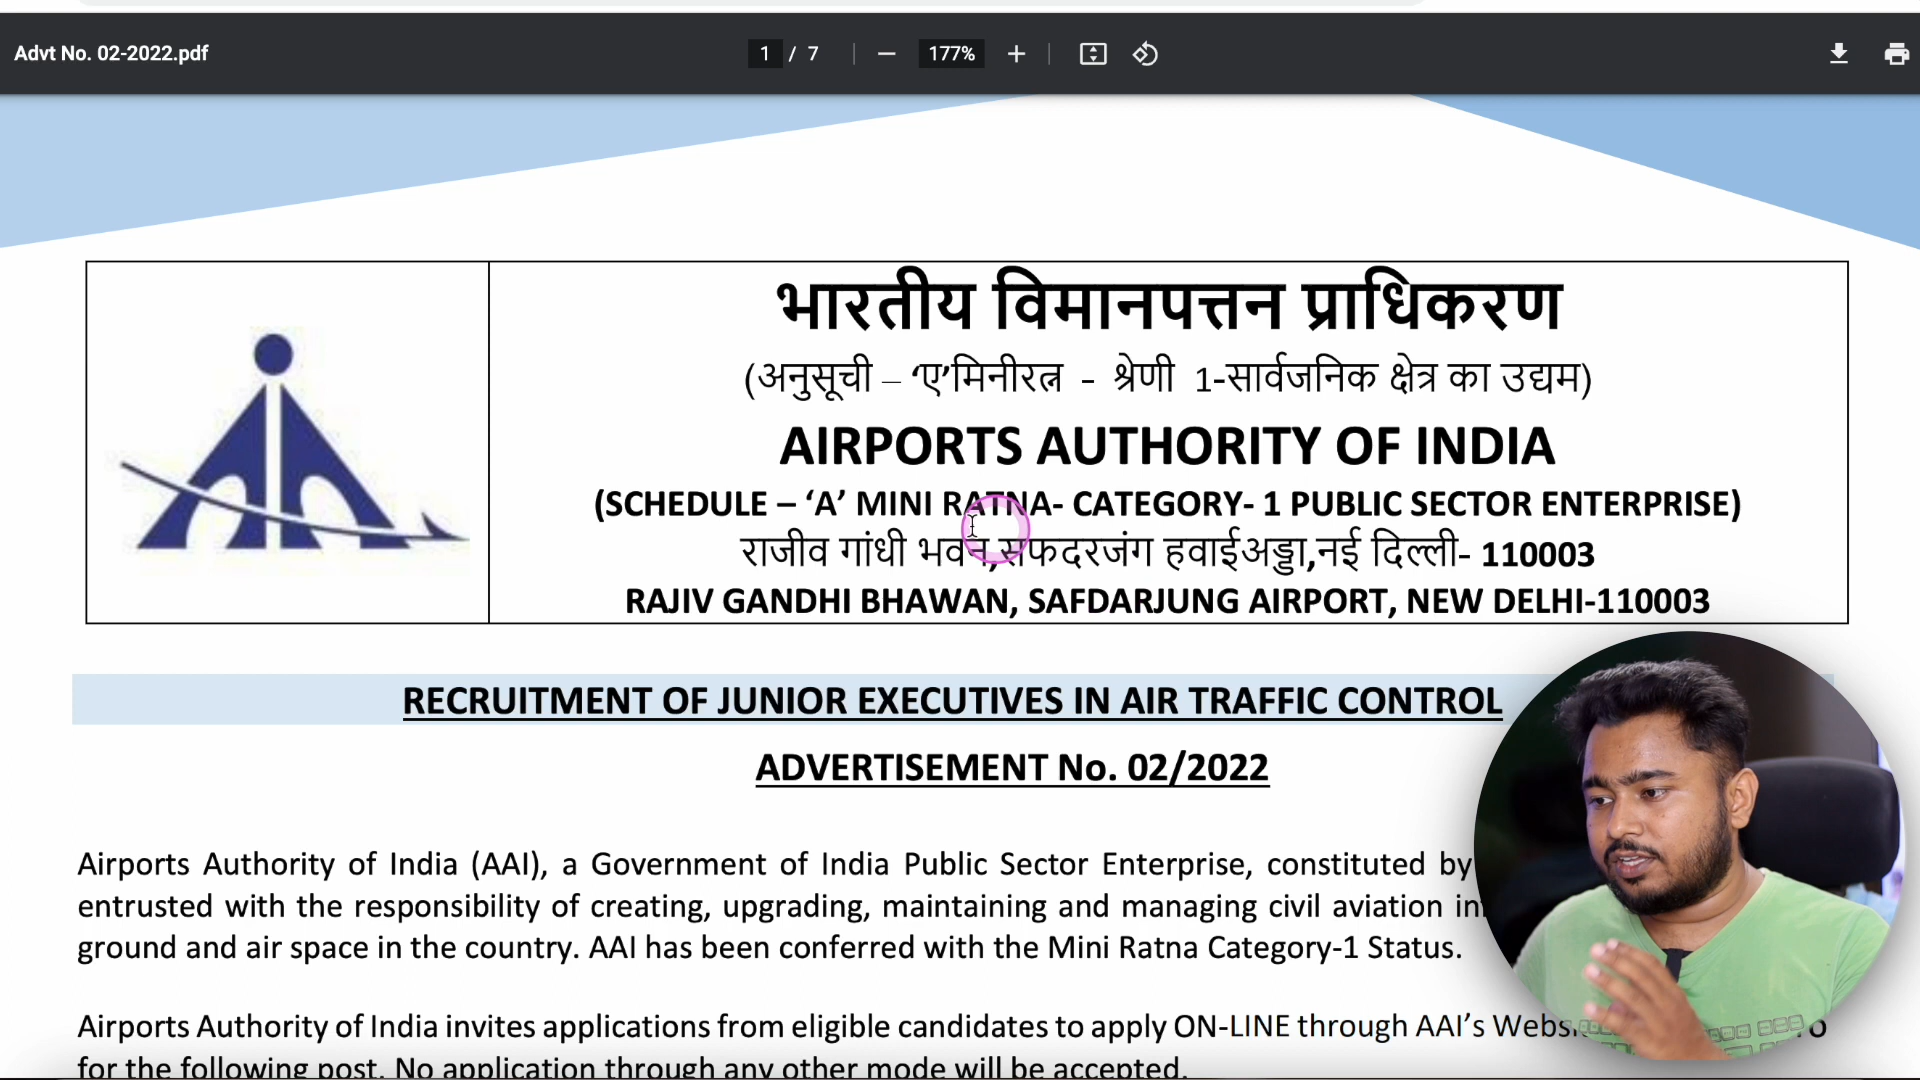 Advt No. 02-2022.pdf
1 / 7
177%
भारतीय विमानपत्तन प्राधिकरण
(अनुसूची – ‘ए’मिनीरत्न - श्रेणी 1-सार्वजनिक क्षेत्र का उद्यम)
AIRPORTS AUTHORITY OF INDIA
(SCHEDULE – ‘A’ MINI RATNA- CATEGORY- 1 PUBLIC SECTOR ENTERPRISE)
राजीव गांधी भवन,सफदरजंग हवाईअड्डा,नई दिल्ली- 110003
RAJIV GANDHI BHAWAN, SAFDARJUNG AIRPORT, NEW DELHI-110003
RECRUITMENT OF JUNIOR EXECUTIVES IN AIR TRAFFIC CONTROL
ADVERTISEMENT No. 02/2022
Airports Authority of India (AAI), a Government of India Public Sector Enterprise, constituted by
entrusted with the responsibility of creating, upgrading, maintaining and managing civil aviation
ground and air space in the country. AAI has been conferred with the Mini Ratna Category-1 Status.
Airports Authority of India invites applications from eligible candidates to apply ON-LINE through AAI’s
for the following post. No application through any other mode will be accepted.